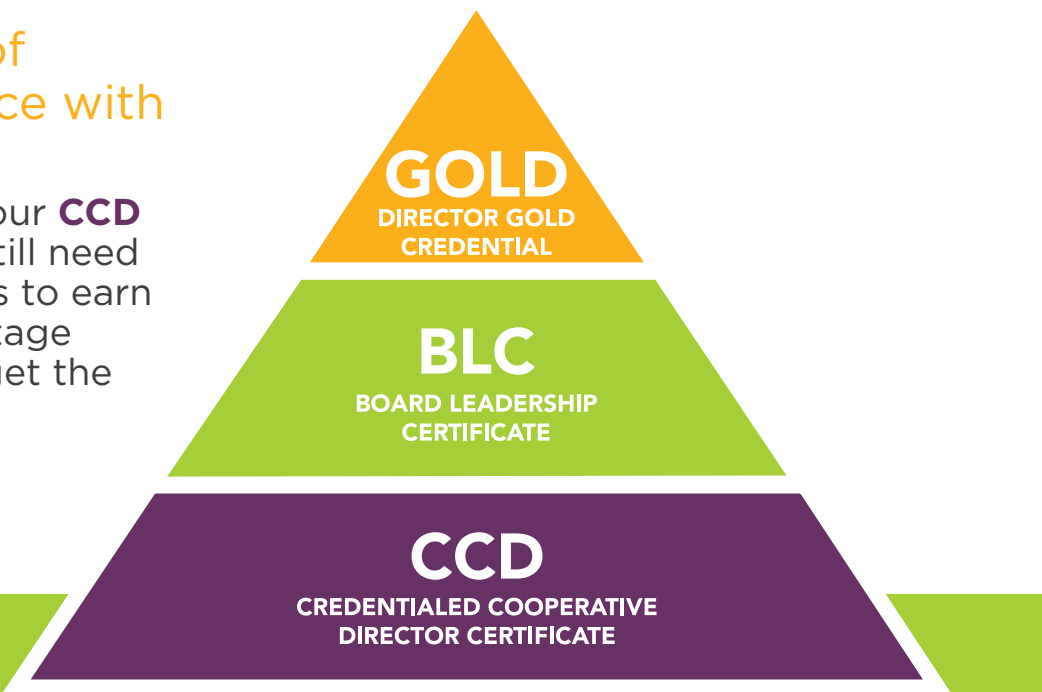 of
ce with
our CCD
till need
s to earn
tage
get the
GOLD
DIRECTOR GOLD
CREDENTIAL
BLC
BOARD LEADERSHIP
CERTIFICATE
CCD
CREDENTIALED COOPERATIVE
DIRECTOR CERTIFICATE